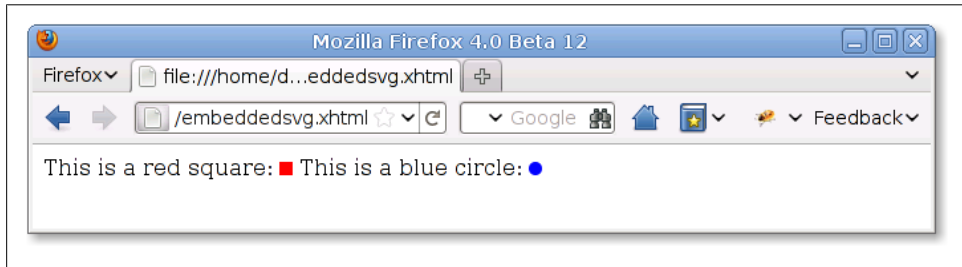 Mozilla Firefox 4.0 Beta 12
Firefox file:///home/d...eddedsvg.xhtml
/embeddedsvg.xhtml Google Feedback
This is a red square: This is a blue circle: